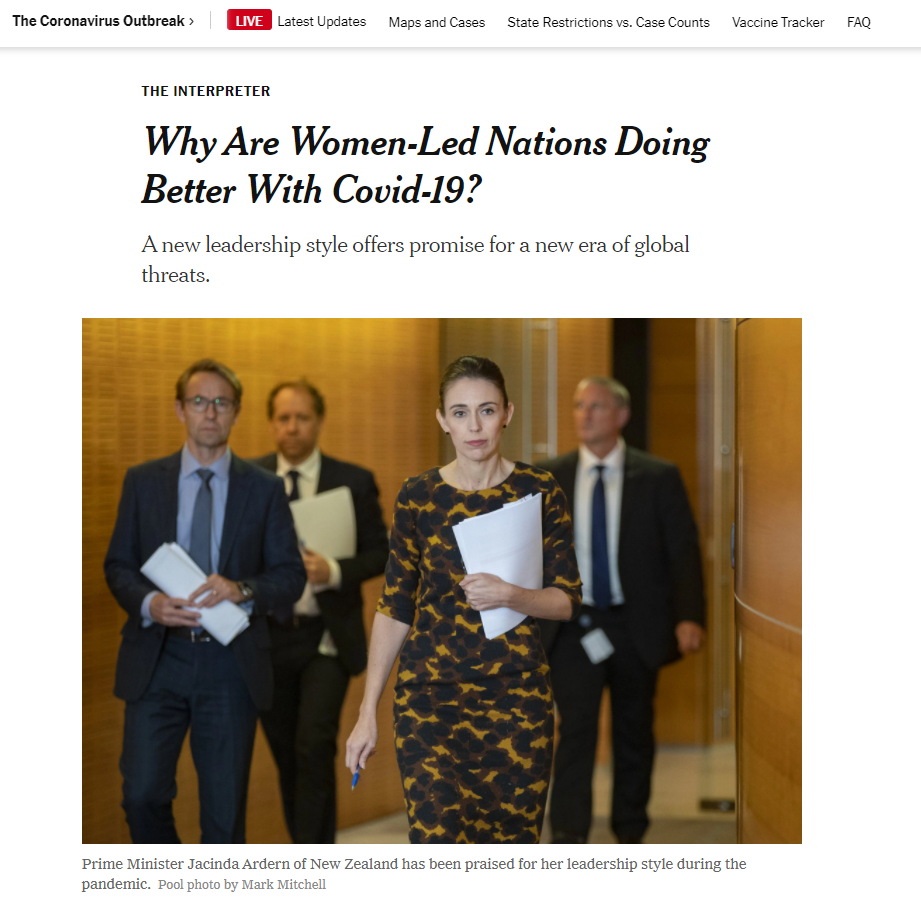 The Coronavirus Outbreak › LIVE Latest Updates Maps and Cases State Restrictions vs. Case Counts Vaccine Tracker FAQ
THE INTERPRETER
Why Are Women-Led Nations Doing
Better With Covid-19?
A new leadership style offers promise for a new era of global
threats.
Prime Minister Jacinda Ardern of New Zealand has been praised for her leadership style during the
pandemic. Pool photo by Mark Mitchell